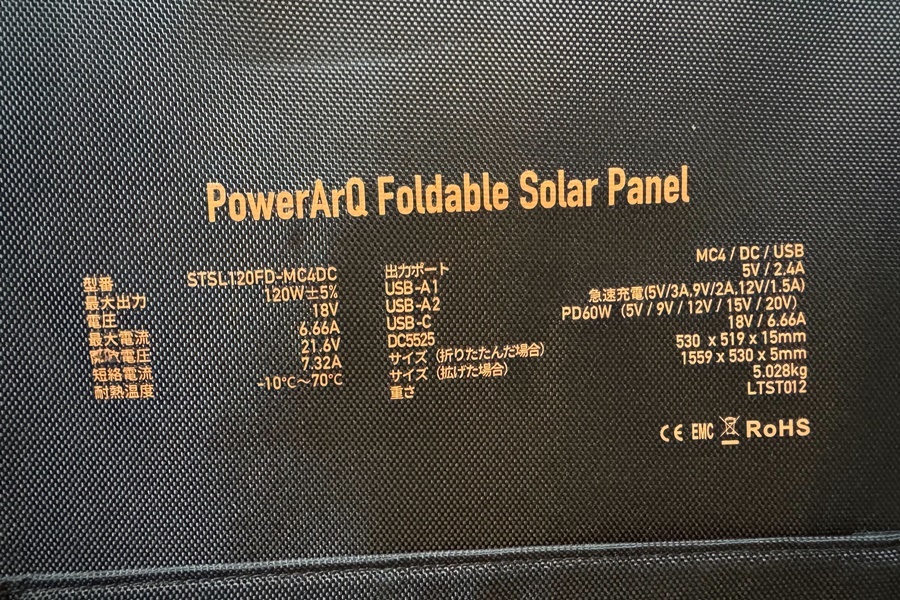 PowerArQ Foldable Solar Panel
型番 STSL120FD-MC4DC
最大出力 120W±5%
電圧 18V
最大電流 6.66A
電圧 21.6V
短絡電流 7.32A
耐熱温度 -10℃~70℃
出力ポート MC4 / DC / USB
USB-A1 5V / 2.4A
USB-A2 急速充電(5V/3A,9V/2A,12V/1.5A)
USB-C PD60W (5V / 9V / 12V / 15V / 20V)
DC5525 18V / 6.66A
サイズ (折りたたんだ場合) 530 x 519 x 15mm
サイズ (拡げた場合) 1559 x 530 x 5mm
重さ 5.028kg
LTST012
CE EMC RoHS